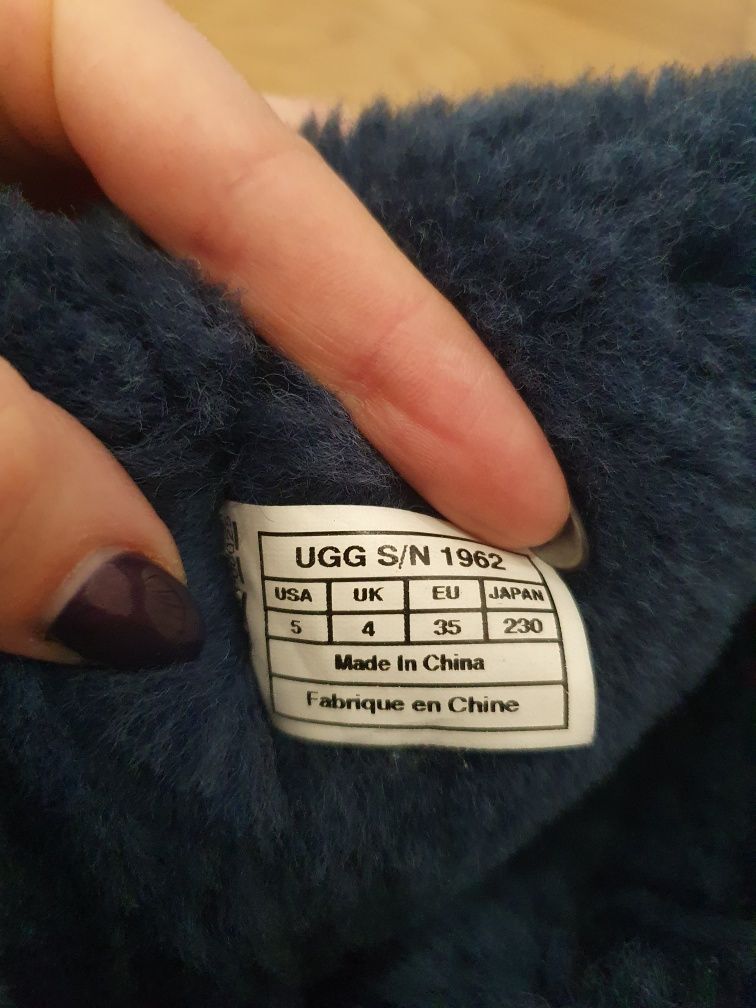 UGG S/N 1962
USA UK EU JAPAN
5 4 35 230
Made In China
Fabrique en Chine